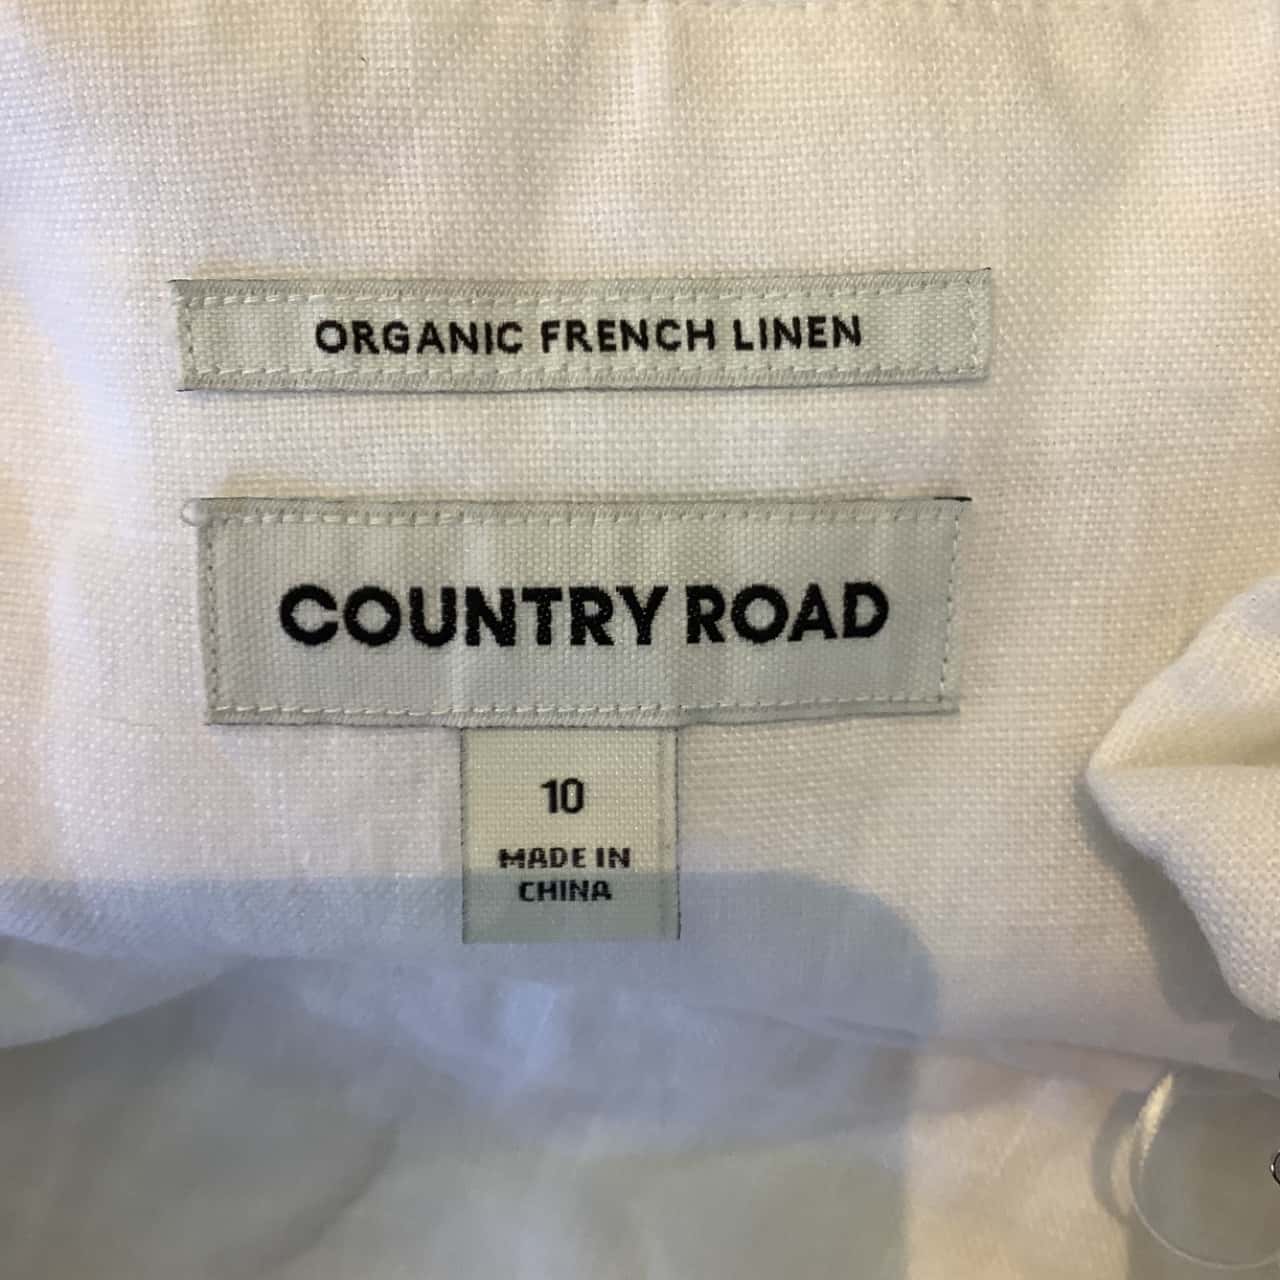 ORGANIC FRENCH LINEN
COUNTRY ROAD
10
MADE IN
CHINA